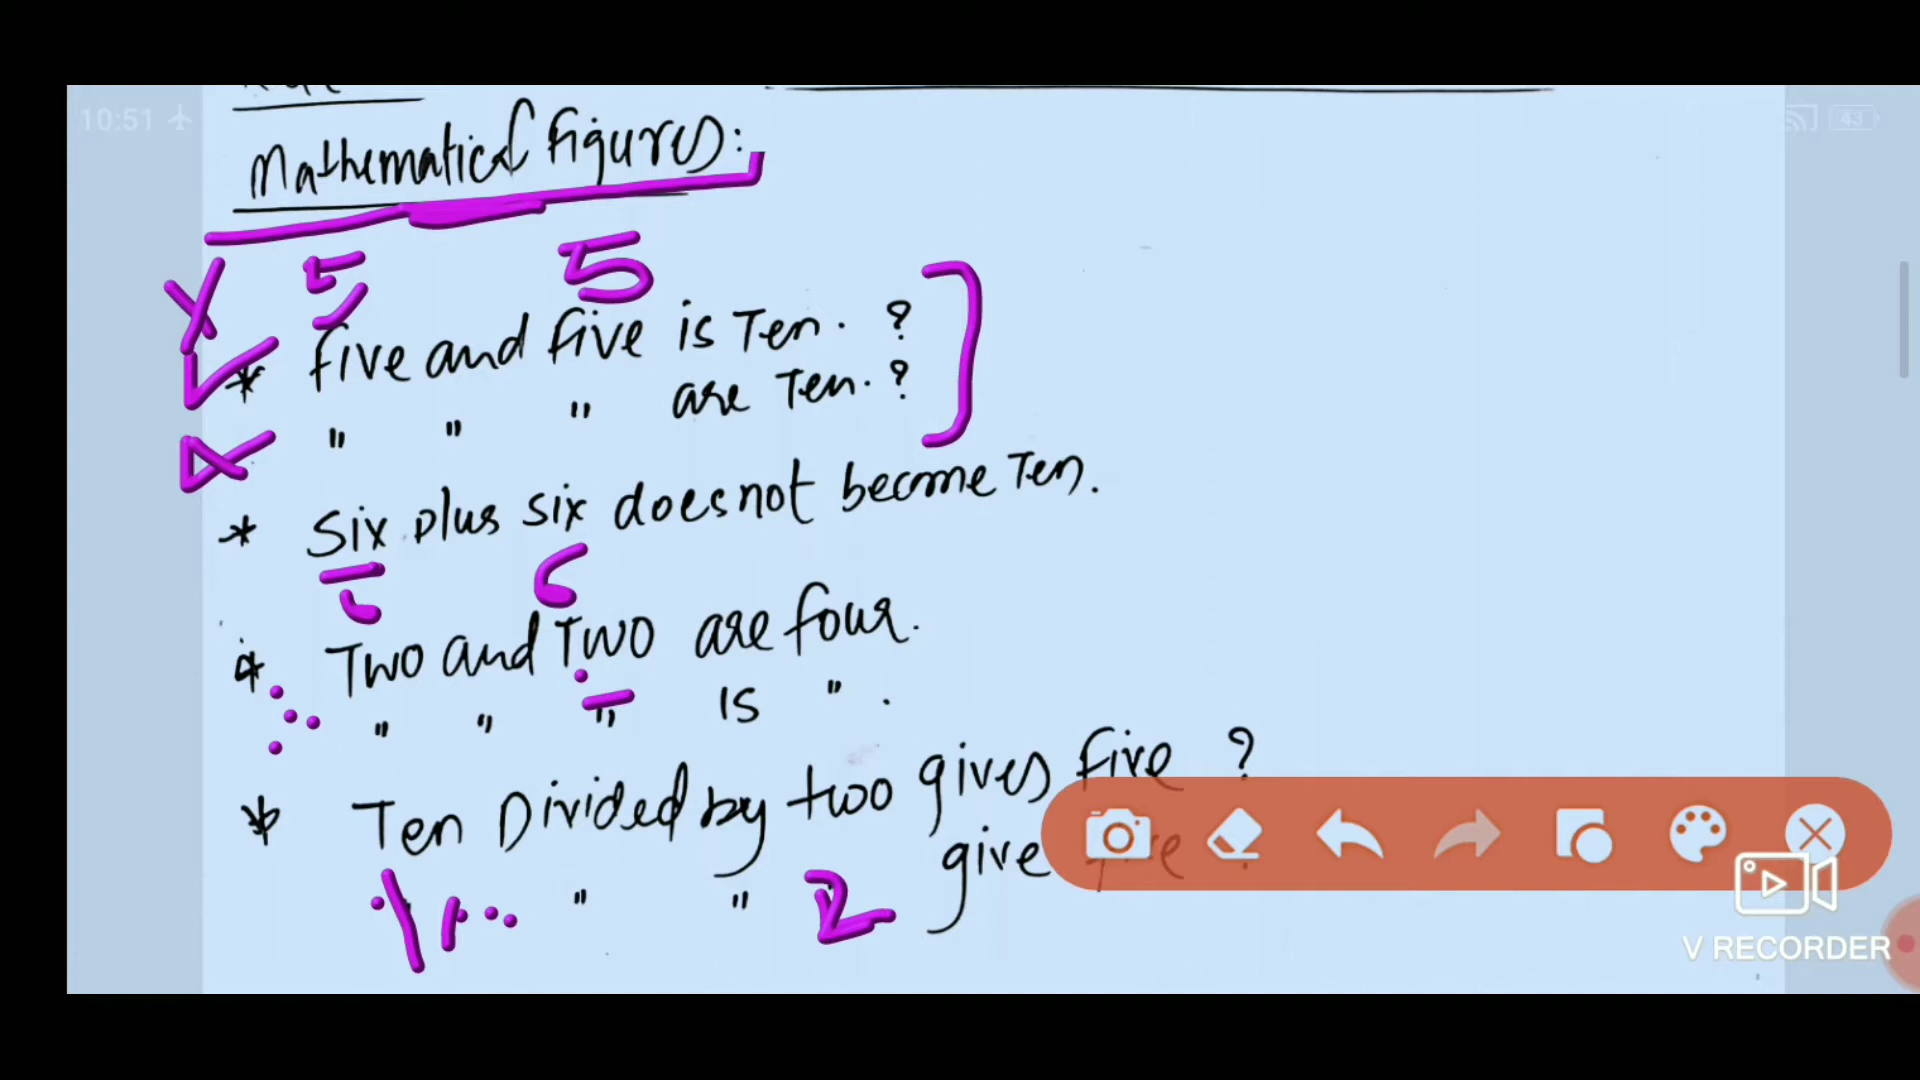 10:51
43
Mathematical Figures:
5 5
* Five and Five is Ten. ?
" " " are Ten. ?
* Six plus six does not become Ten.
6
* Two and Two are four.
" " " is " .
* Ten Divided by two gives five ?
" " 2 give
V RECORDER